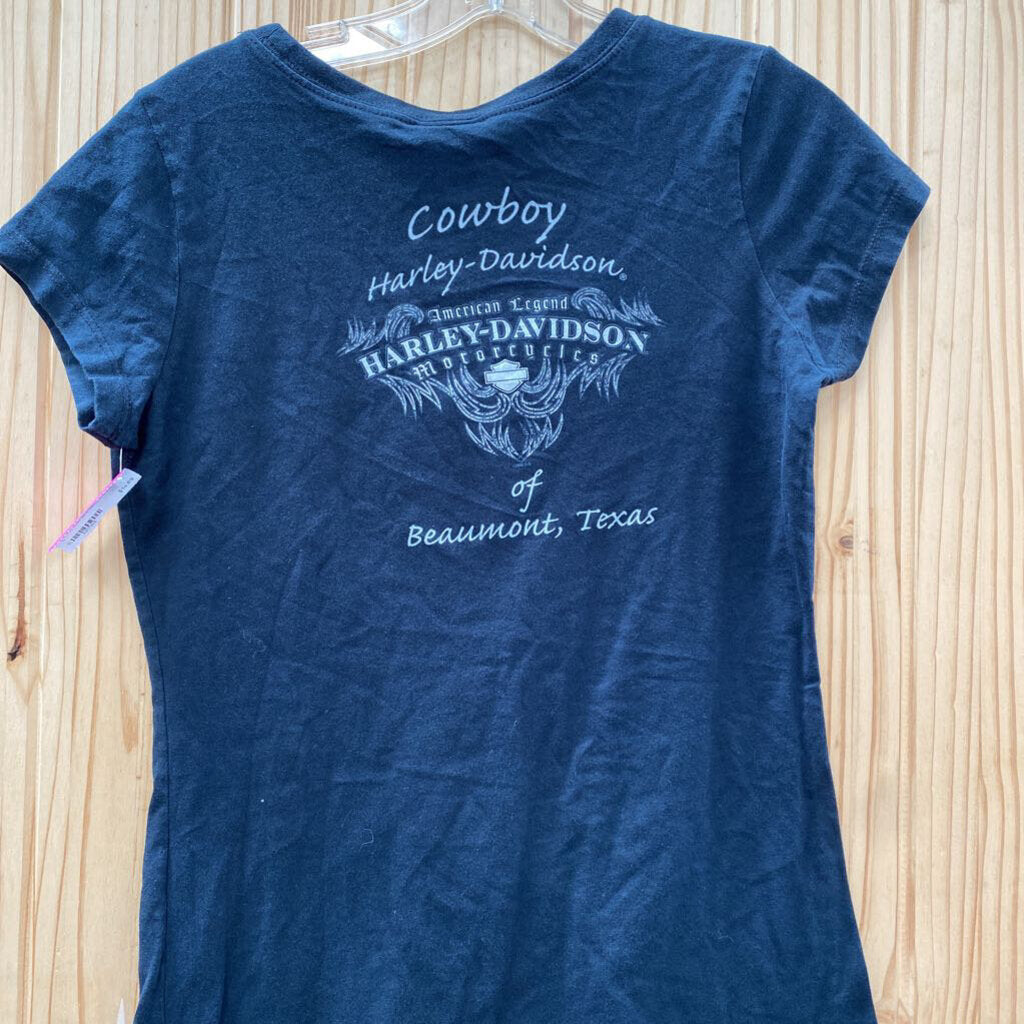 Cowboy
Harley-Davidson®
American Legend
HARLEY-DAVIDSON
Motorcycles
of
Beaumont, Texas